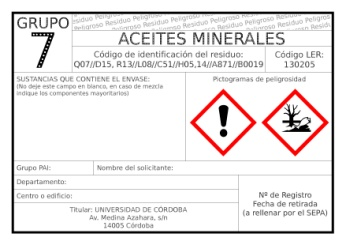 GRUPO
7
Residuo Peligroso Residuo Peligroso Residuo Peligroso Residuo Peligroso
ACEITES MINERALES
Código de identificación del residuo:
Q07//D15, R13//L08//C51//H05,14//A871//B0019
Código LER:
130205
SUSTANCIAS QUE CONTIENE EL ENVASE:
(No deje este campo en blanco, en caso de mezcla
indique los componentes mayoritarios)
Pictogramas de peligrosidad
Grupo PAI:
Nombre del solicitante:
Departamento:
Centro o edificio:
Titular: UNIVERSIDAD DE CÓRDOBA
Av. Medina Azahara, s/n
14005 Córdoba
Nº de Registro
Fecha de retirada
(a rellenar por el SEPA)